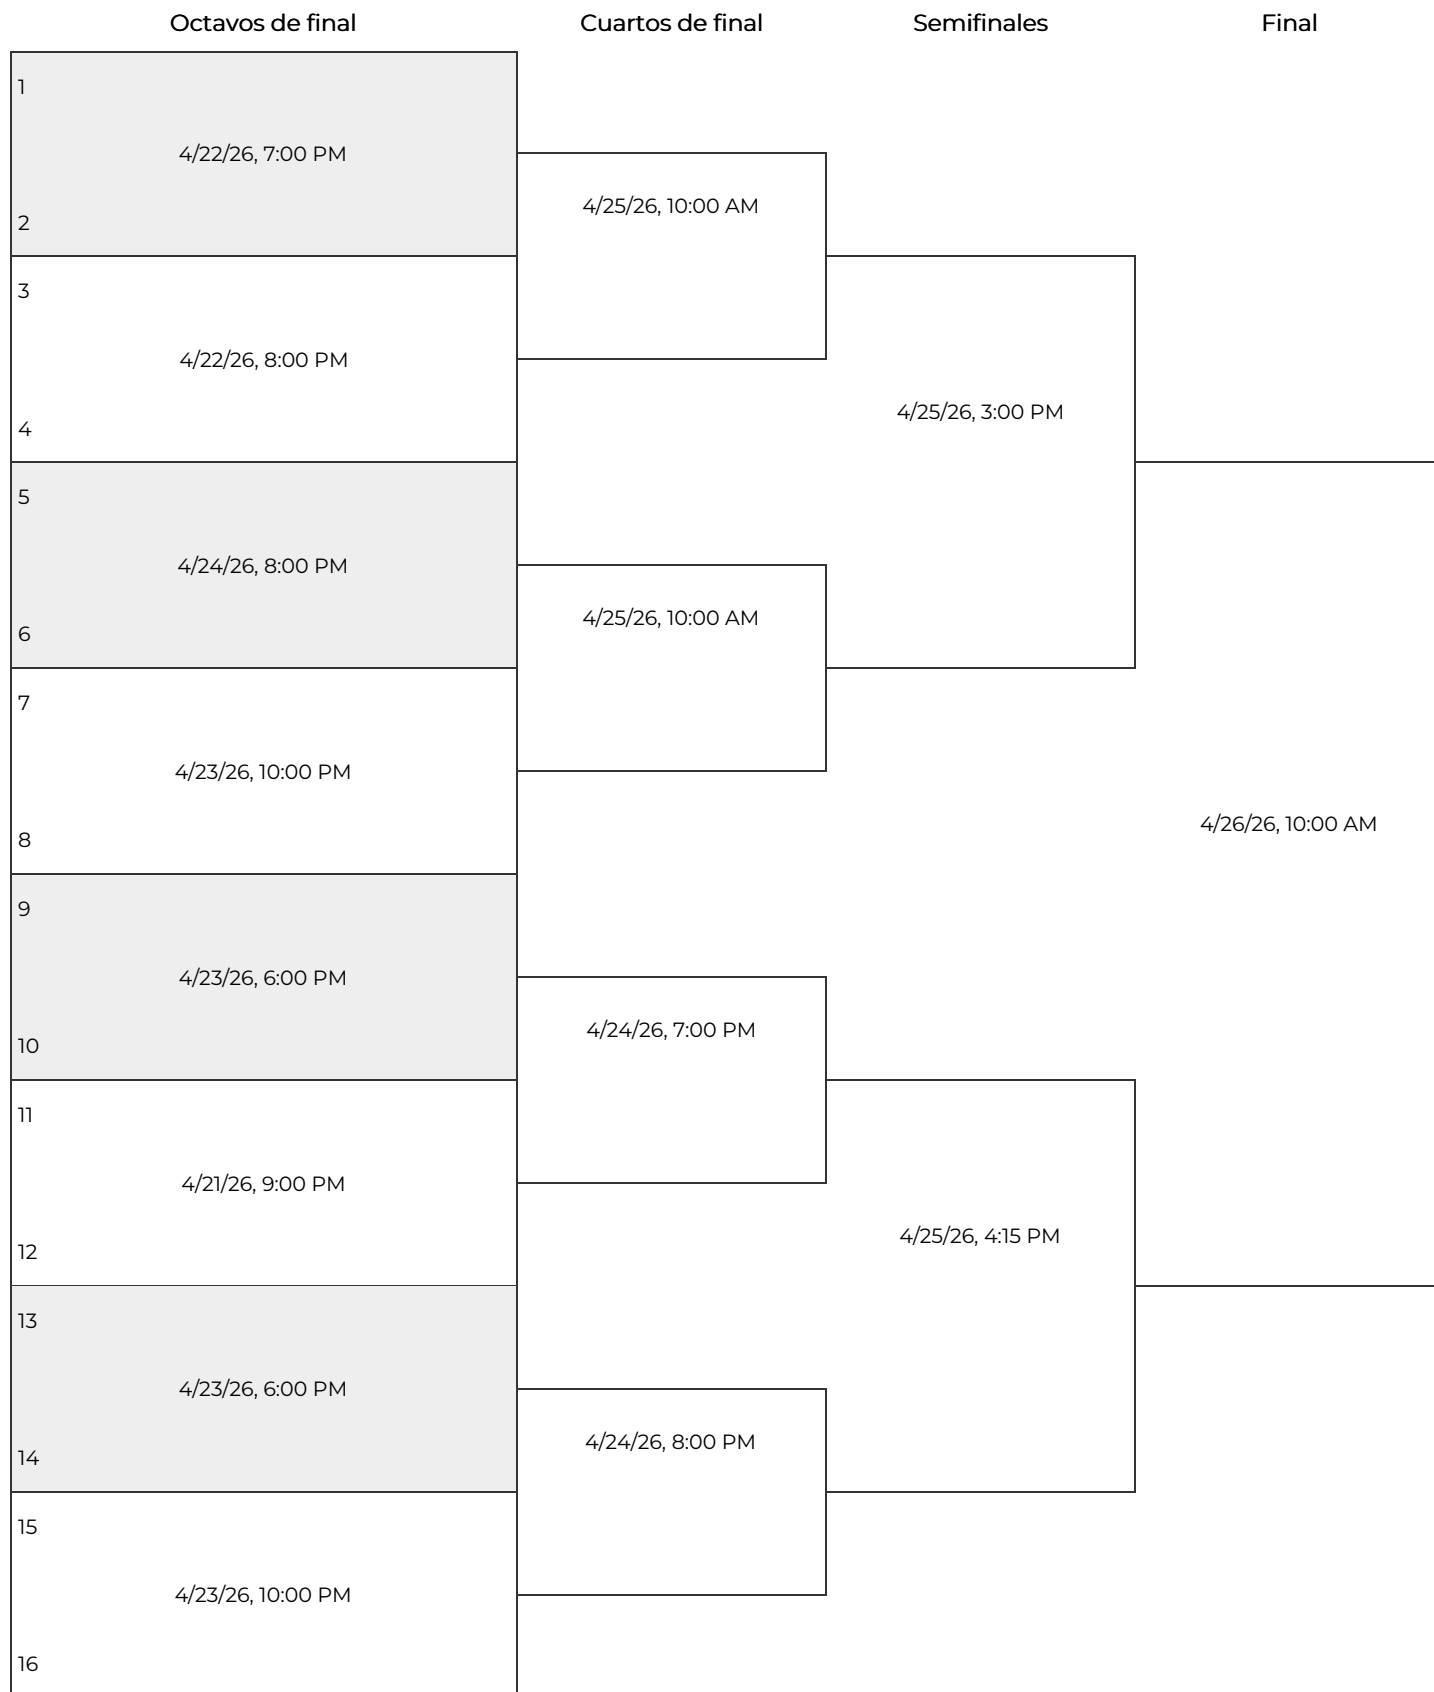 Octavos de final
Cuartos de final
Semifinales
Final
1
4/22/26, 7:00 PM
2
3
4/22/26, 8:00 PM
4
5
4/24/26, 8:00 PM
6
7
4/23/26, 10:00 PM
8
9
4/23/26, 6:00 PM
10
11
4/21/26, 9:00 PM
12
13
4/23/26, 6:00 PM
14
15
4/23/26, 10:00 PM
16
4/25/26, 10:00 AM
4/25/26, 10:00 AM
4/24/26, 7:00 PM
4/24/26, 8:00 PM
4/25/26, 3:00 PM
4/25/26, 4:15 PM
4/26/26, 10:00 AM